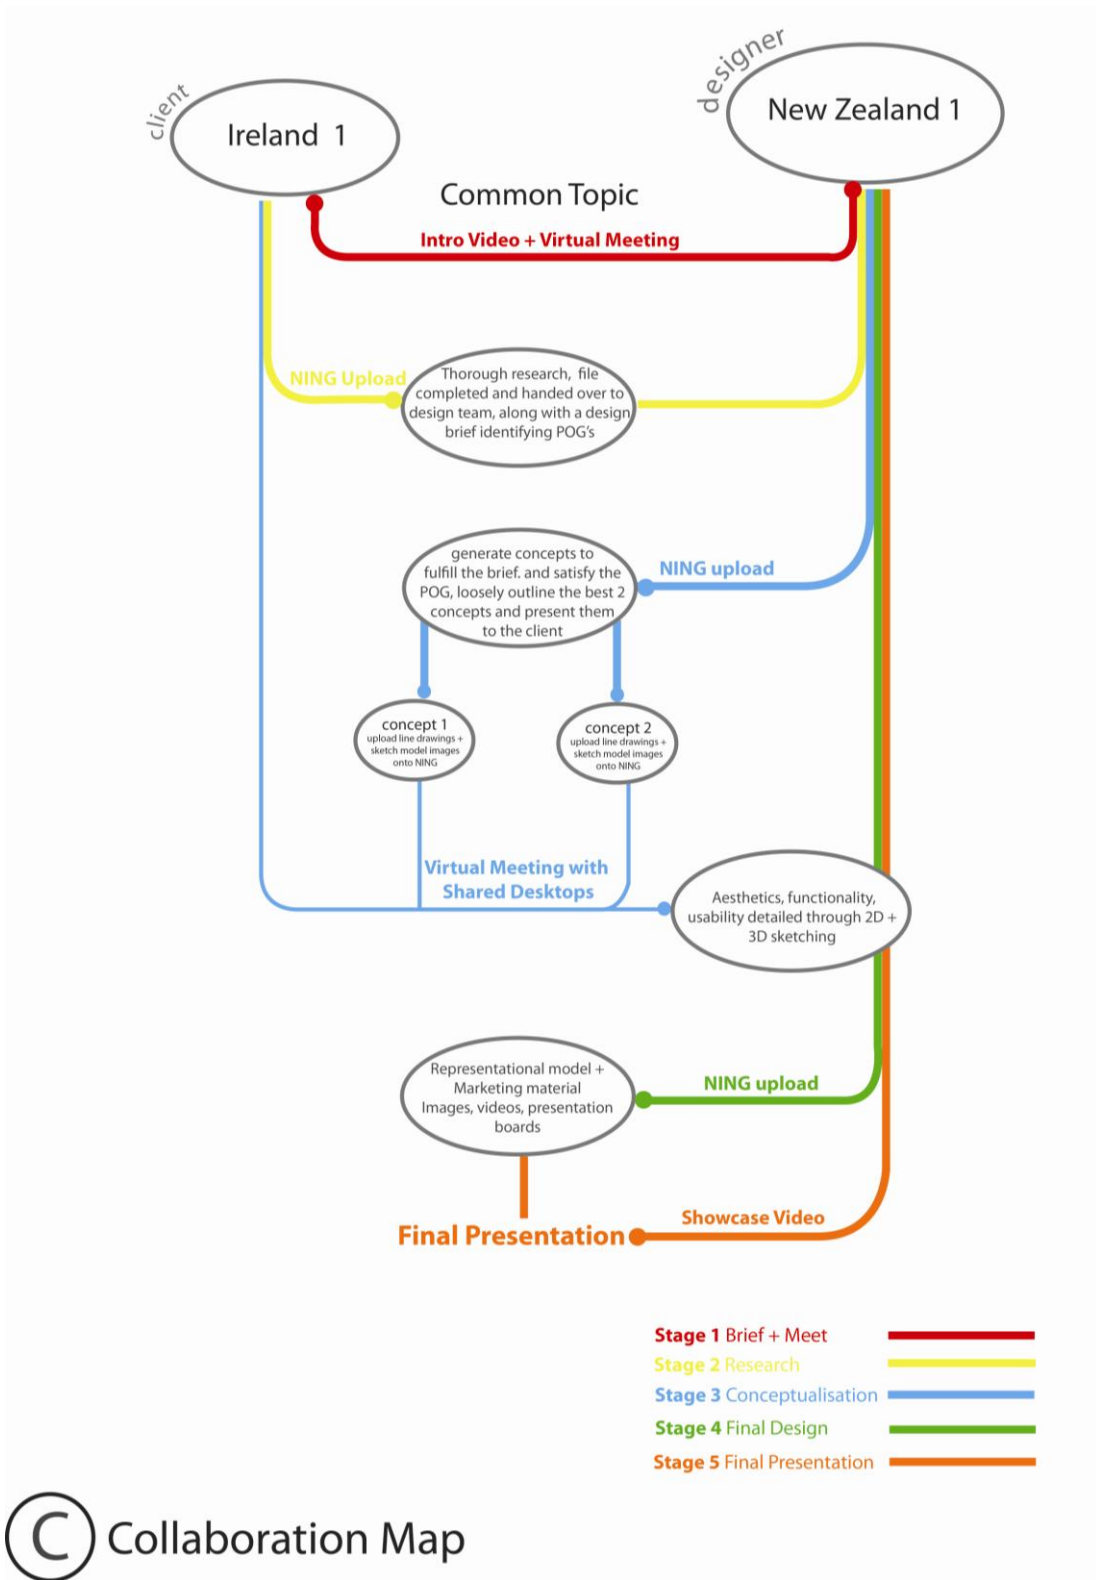 client
Ireland 1
designer
New Zealand 1
Common Topic
Intro Video + Virtual Meeting
NING Upload
Thorough research, file
completed and handed over to
design team, along with a design
brief identifying POG's
generate concepts to
fulfill the brief. and satisfy the
POG, loosely outline the best 2
concepts and present them
to the client
NING upload
concept 1
upload line drawings +
sketch model images
onto NING
concept 2
upload line drawings +
sketch model images
onto NING
Virtual Meeting with
Shared Desktops
Aesthetics, functionality,
usability detailed through 2D +
3D sketching
Representational model +
Marketing material
Images, videos, presentation
boards
NING upload
Final Presentation
Showcase Video
Stage 1 Brief + Meet
Stage 2 Research
Stage 3 Conceptualisation
Stage 4 Final Design
Stage 5 Final Presentation
C Collaboration Map